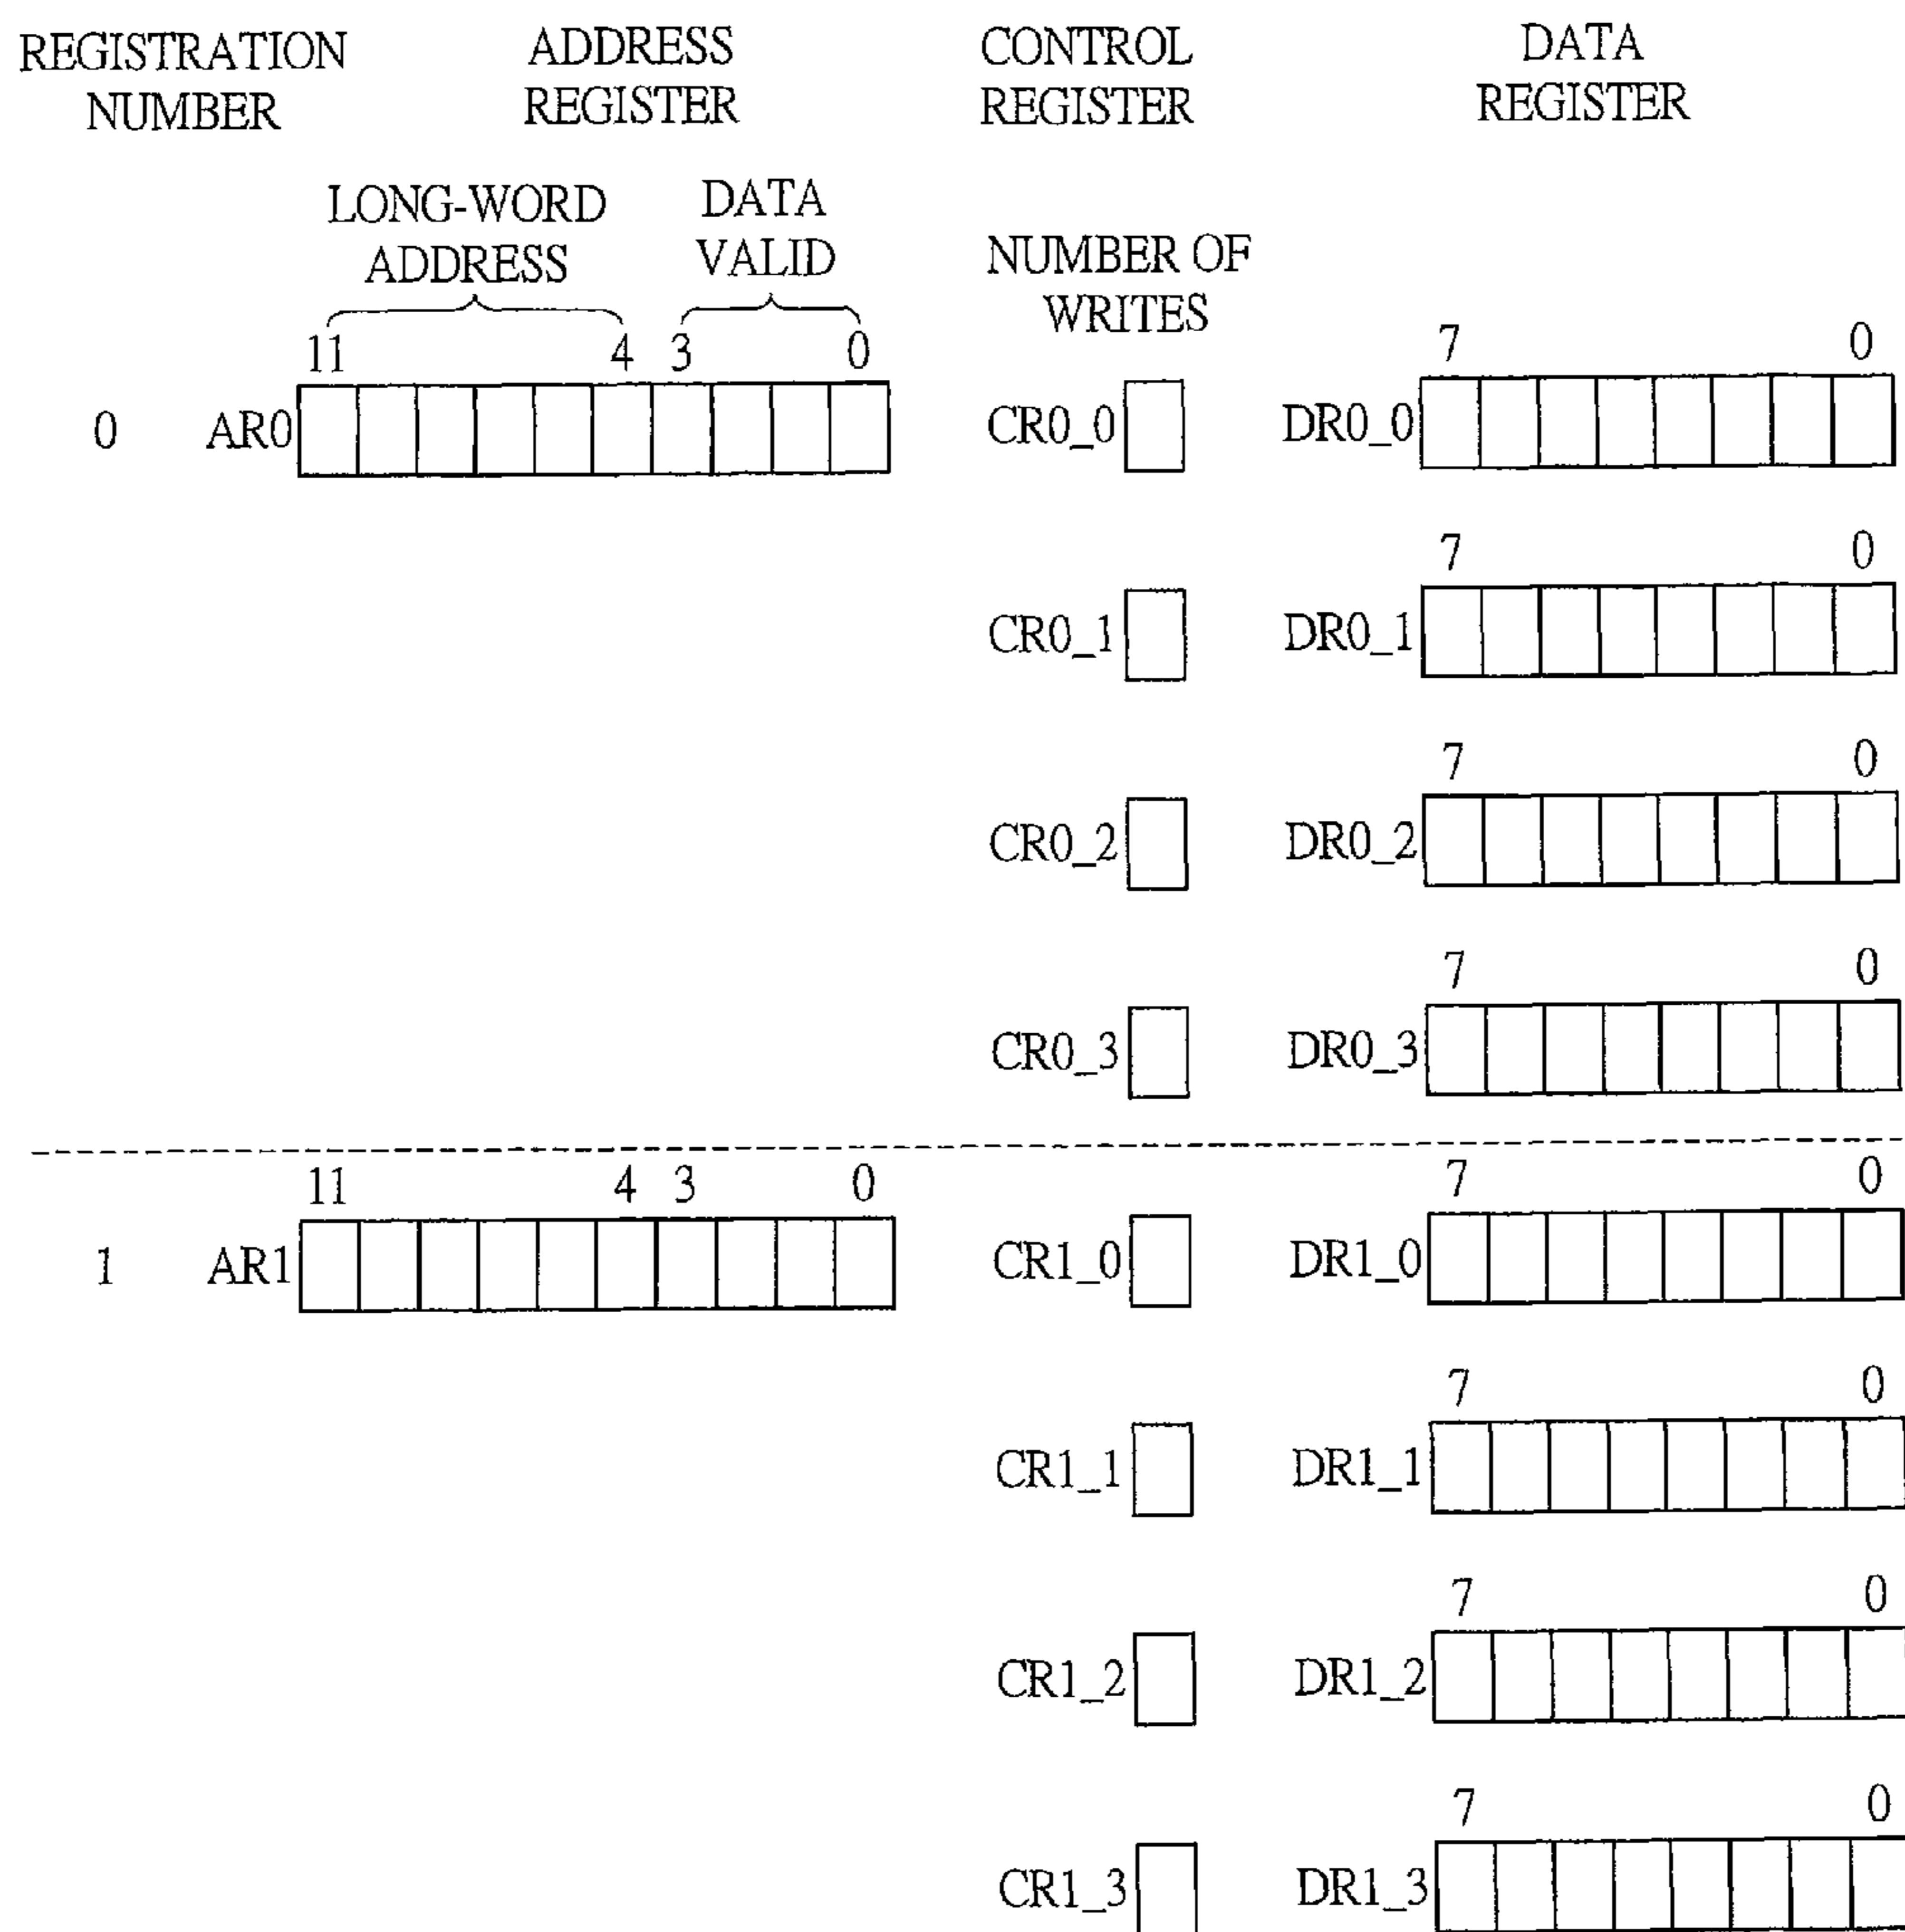 REGISTRATION NUMBER
ADDRESS REGISTER
CONTROL REGISTER
DATA REGISTER
LONG-WORD ADDRESS
DATA VALID
NUMBER OF WRITES
11 4 3 0 7 0
0 AR0 CR0_0 DR0_0
7 0
CR0_1 DR0_1
7 0
CR0_2 DR0_2
7 0
CR0_3 DR0_3
11 4 3 0 7 0
1 AR1 CR1_0 DR1_0
7 0
CR1_1 DR1_1
7 0
CR1_2 DR1_2
7 0
CR1_3 DR1_3